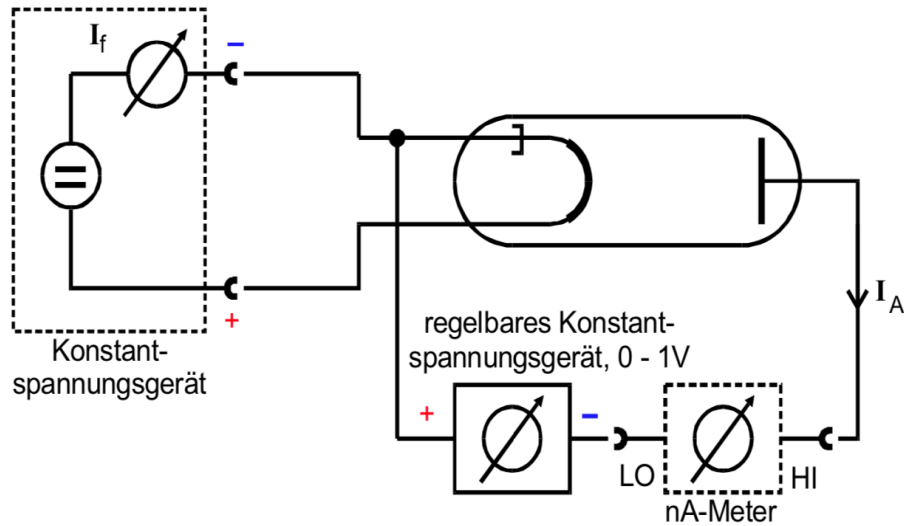 If
−
+
Konstant-
spannungsgerät
regelbares Konstant-
spannungsgerät, 0 - 1V
+
−
IA
LO
HI
nA-Meter